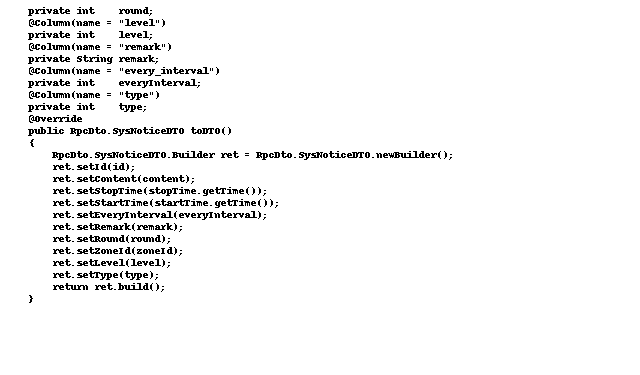 private int    round;
@Column(name = "level")
private int    level;
@Column(name = "remark")
private String remark;
@Column(name = "every_interval")
private int    everyInterval;
@Column(name = "type")
private int    type;
@Override
public RpcDto.SysNoticeDTO toDTO()
{
    RpcDto.SysNoticeDTO.Builder ret = RpcDto.SysNoticeDTO.newBuilder();
    ret.setId(id);
    ret.setContent(content);
    ret.setStopTime(stopTime.getTime());
    ret.setStartTime(startTime.getTime());
    ret.setEveryInterval(everyInterval);
    ret.setRemark(remark);
    ret.setRound(round);
    ret.setZoneId(zoneId);
    ret.setLevel(level);
    ret.setType(type);
    return ret.build();
}